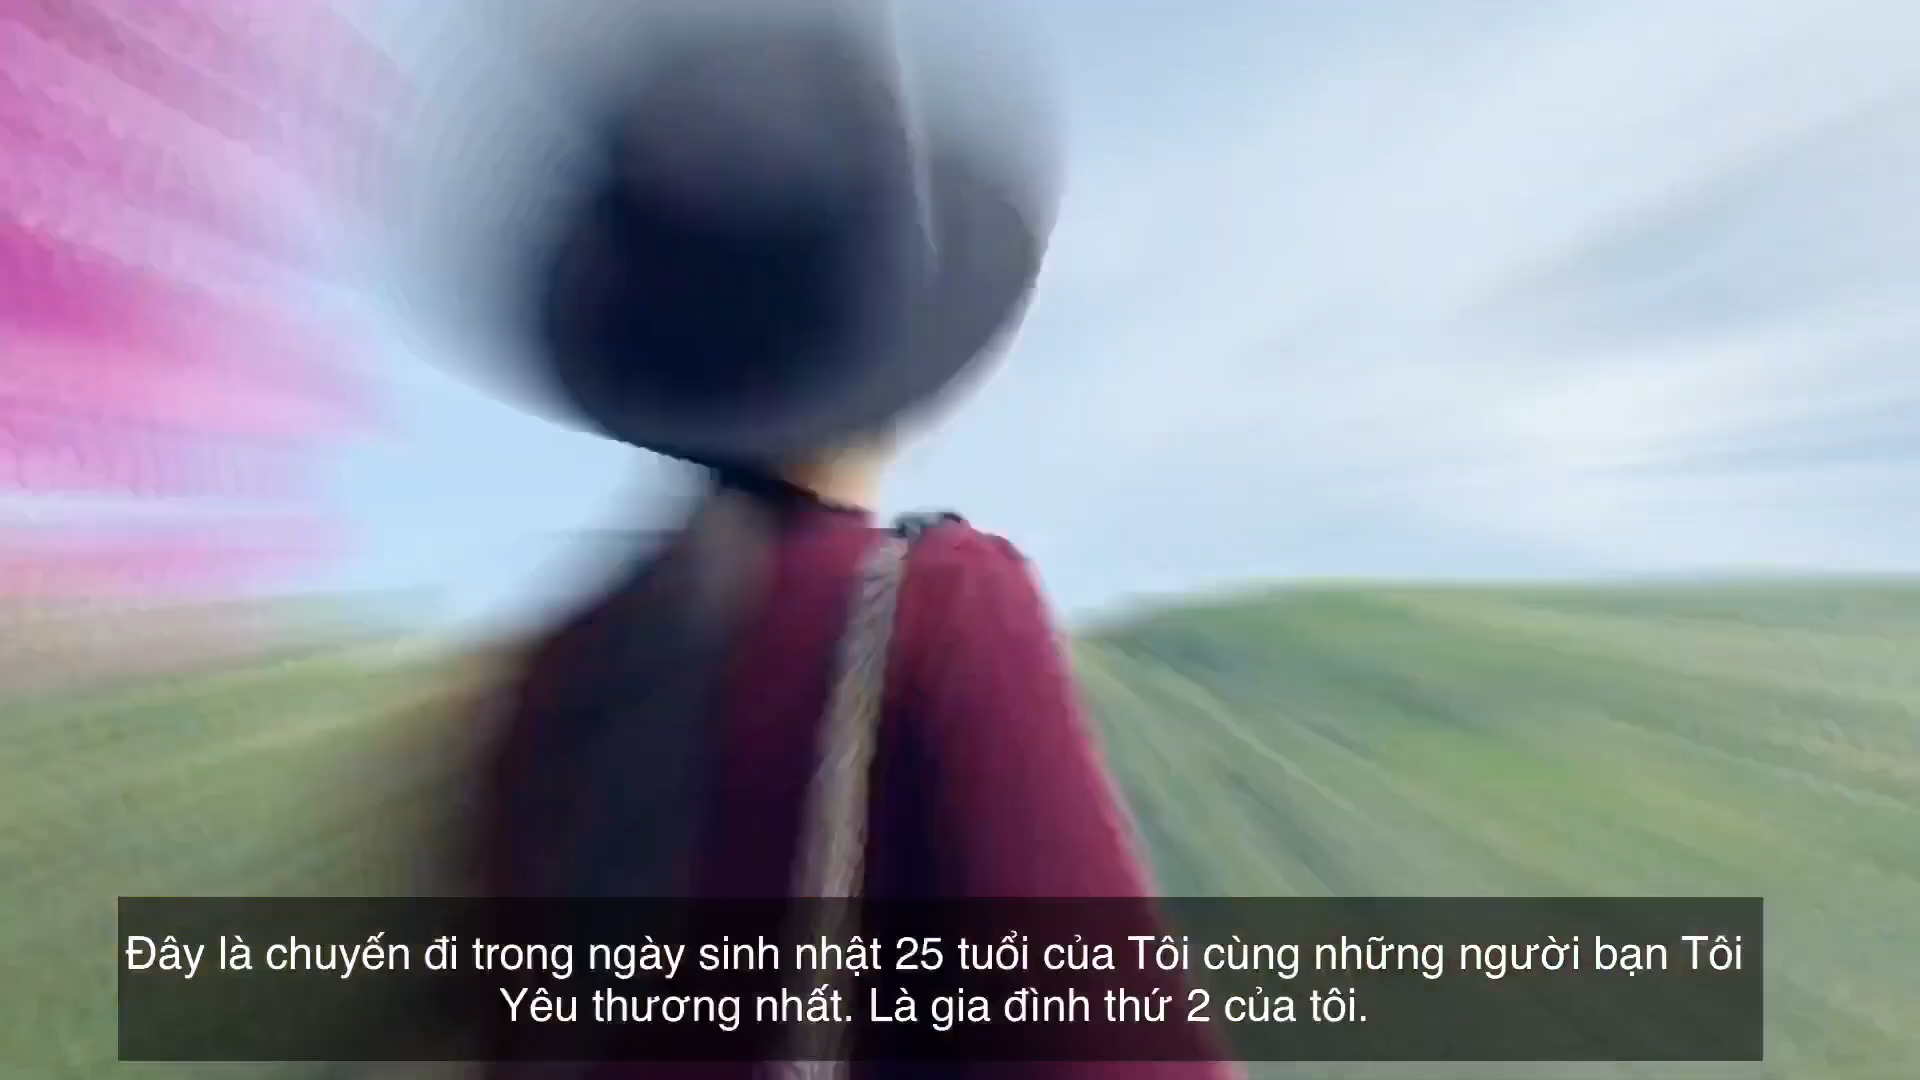 Đây là chuyến đi trong ngày sinh nhật 25 tuổi của Tôi cùng những người bạn Tôi
Yêu thương nhất. Là gia đình thứ 2 của tôi.